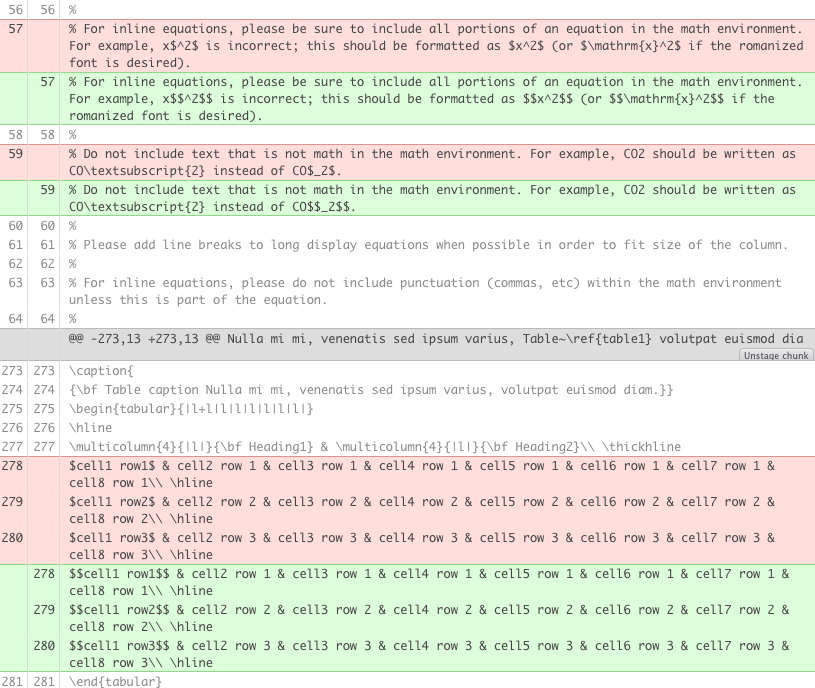 56 56 %
57 % For inline equations, please be sure to include all portions of an equation in the math environment.
For example, x$^2$ is incorrect; this should be formatted as $x^2$ (or $\mathrm{x}^2$ if the romanized
font is desired).
57 % For inline equations, please be sure to include all portions of an equation in the math environment.
For example, x$$^2$$ is incorrect; this should be formatted as $$x^2$$ (or $$\mathrm{x}^2$$ if the
romanized font is desired).
58 58 %
59 % Do not include text that is not math in the math environment. For example, CO2 should be written as
CO\textsubscript{2} instead of CO$_2$.
59 % Do not include text that is not math in the math environment. For example, CO2 should be written as
CO\textsubscript{2} instead of CO$$_2$$.
60 60 %
61 61 % Please add line breaks to long display equations when possible in order to fit size of the column.
62 62 %
63 63 % For inline equations, please do not include punctuation (commas, etc) within the math environment
unless this is part of the equation.
64 64 %
@@ -273,13 +273,13 @@ Nulla mi mi, venenatis sed ipsum varius, Table~\ref{table1} volutpat euismod dia
Unstage chunk
273 273 \caption{
274 274 {\bf Table caption Nulla mi mi, venenatis sed ipsum varius, volutpat euismod diam.}}
275 275 \begin{tabular}{|l+l|l|l|l|l|l|l|}
276 276 \hline
277 277 \multicolumn{4}{|l|}{\bf Heading1} & \multicolumn{4}{|l|}{\bf Heading2}\\ \thickhline
278 $cell1 row1$ & cell2 row 1 & cell3 row 1 & cell4 row 1 & cell5 row 1 & cell6 row 1 & cell7 row 1 &
cell8 row 1\\ \hline
279 $cell1 row2$ & cell2 row 2 & cell3 row 2 & cell4 row 2 & cell5 row 2 & cell6 row 2 & cell7 row 2 &
cell8 row 2\\ \hline
280 $cell1 row3$ & cell2 row 3 & cell3 row 3 & cell4 row 3 & cell5 row 3 & cell6 row 3 & cell7 row 3 &
cell8 row 3\\ \hline
278 $$cell1 row1$$ & cell2 row 1 & cell3 row 1 & cell4 row 1 & cell5 row 1 & cell6 row 1 & cell7 row 1 &
cell8 row 1\\ \hline
279 $$cell1 row2$$ & cell2 row 2 & cell3 row 2 & cell4 row 2 & cell5 row 2 & cell6 row 2 & cell7 row 2 &
cell8 row 2\\ \hline
280 $$cell1 row3$$ & cell2 row 3 & cell3 row 3 & cell4 row 3 & cell5 row 3 & cell6 row 3 & cell7 row 3 &
cell8 row 3\\ \hline
281 281 \end{tabular}